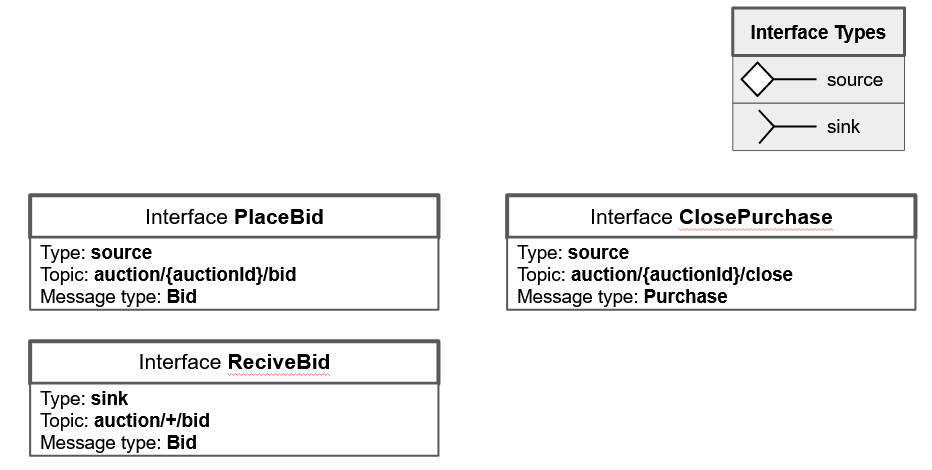 Interface Types
source
sink
Interface PlaceBid
Type: source
Topic: auction/{auctionId}/bid
Message type: Bid
Interface ClosePurchase
Type: source
Topic: auction/{auctionId}/close
Message type: Purchase
Interface ReciveBid
Type: sink
Topic: auction/+/bid
Message type: Bid